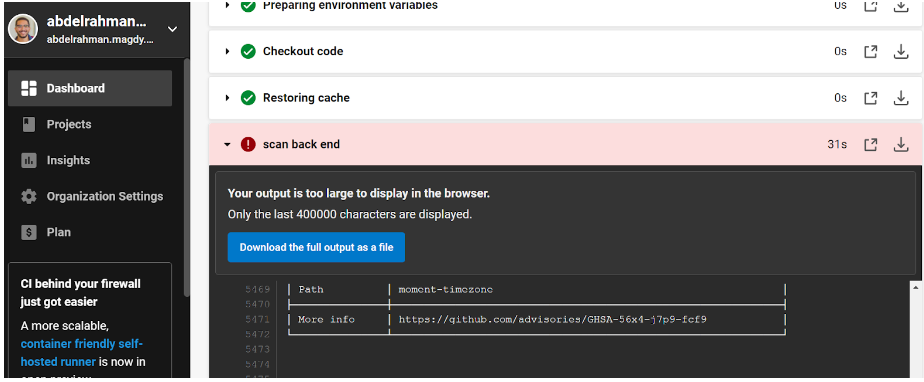 abdelrahman...
abdelrahman.magdy....
Dashboard
Projects
Insights
Organization Settings
Plan
CI behind your firewall
just got easier
A more scalable,
container friendly self-
hosted runner is now in
open preview
Preparing environment variables 0s
Checkout code 0s
Restoring cache 0s
scan back end 31s
Your output is too large to display in the browser.
Only the last 400000 characters are displayed.
Download the full output as a file
5469 │ Path │ moment-timezone
5470
5471 │ More info │ https://github.com/advisories/GHSA-56x4-j7p9-fcf9
5472
5473
5474
5475